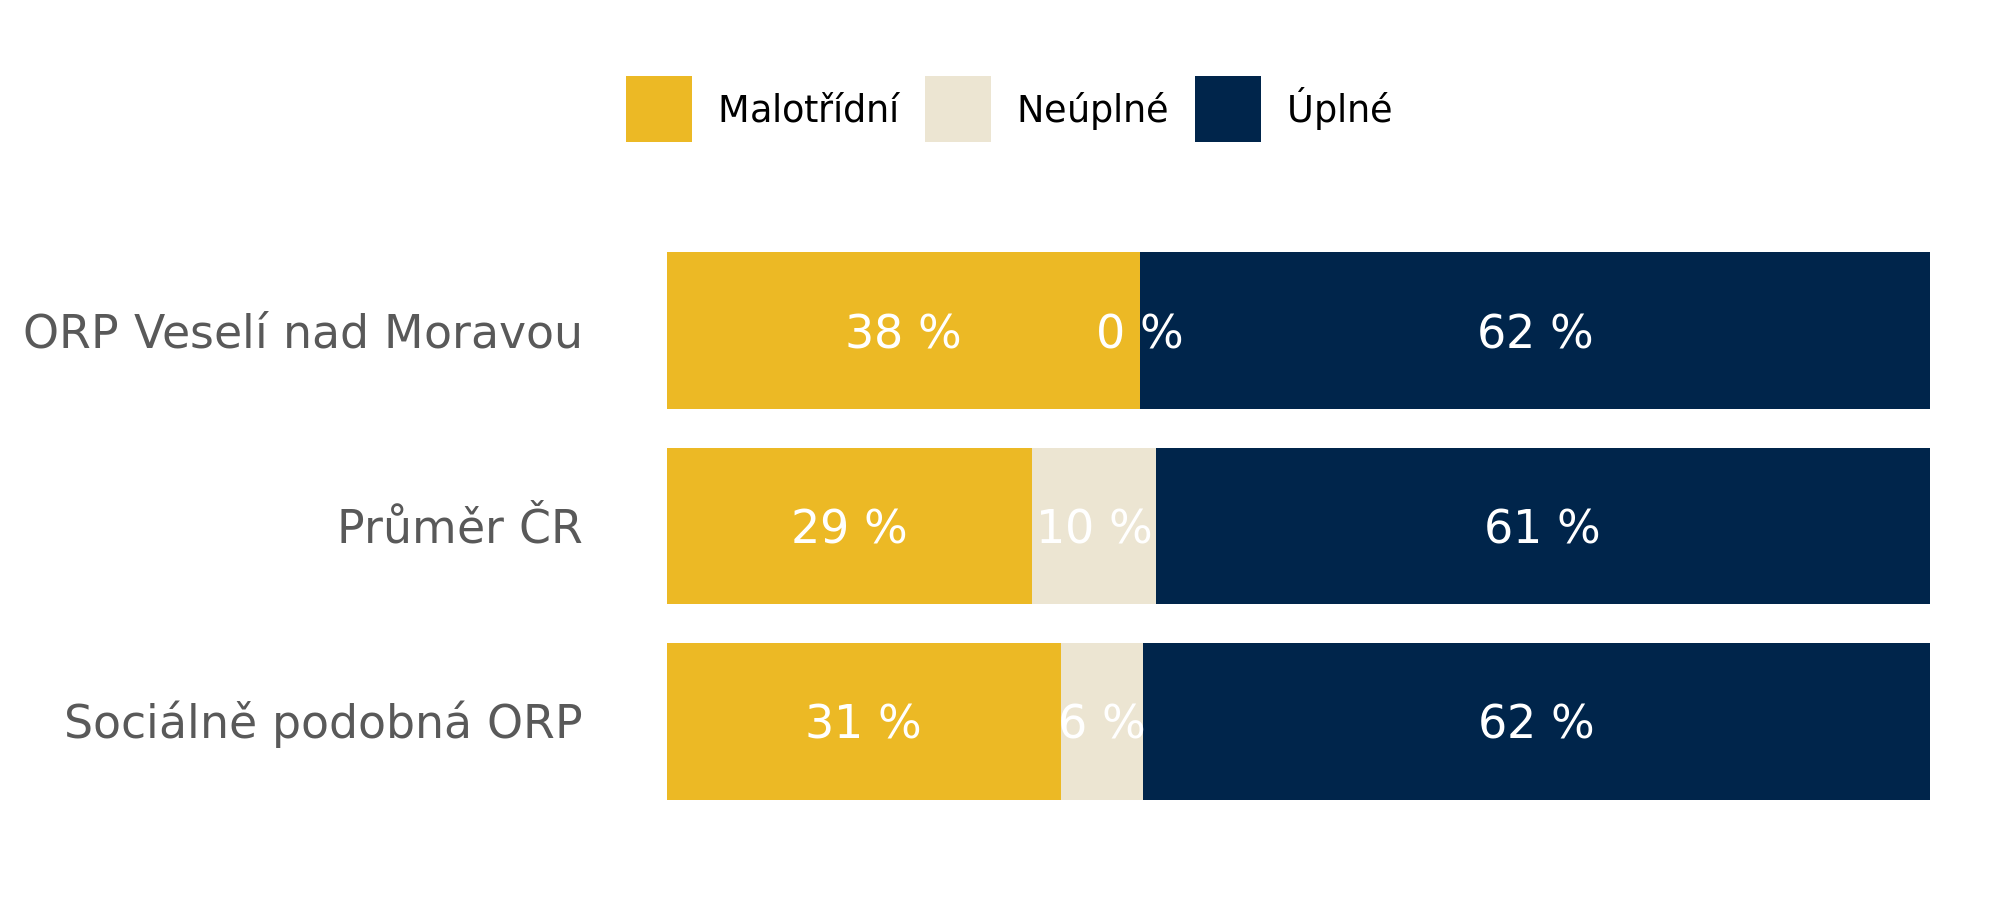 Malotřídní Neúplné Úplné
ORP Veselí nad Moravou 38 % 0 % 62 %
Průměr ČR 29 % 10 % 61 %
Sociálně podobná ORP 31 % 6 % 62 %